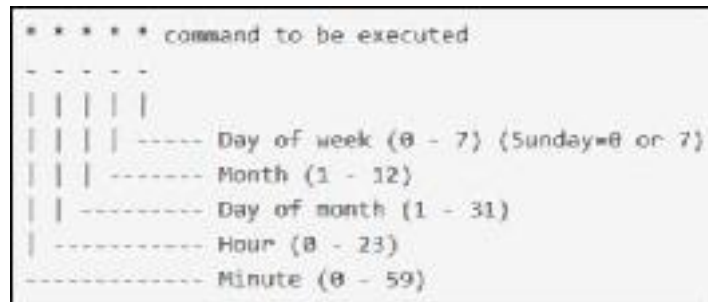 * * * * * command to be executed
- - - - -
| | | | |
| | | | ----- Day of week (0 - 7) (Sunday=0 or 7)
| | | ------- Month (1 - 12)
| | --------- Day of month (1 - 31)
| ----------- Hour (0 - 23)
------------- Minute (0 - 59)